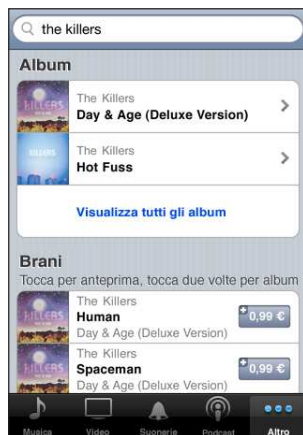 the killers
Album
The Killers
Day & Age (Deluxe Version)
The Killers
Hot Fuss
Visualizza tutti gli album
Brani
Tocca per anteprima, tocca due volte per album
The Killers
Human
Day & Age (Deluxe Version)
0,99 €
The Killers
Spaceman
Day & Age (Deluxe Version)
0,99 €
Musica Video Suonerie Podcast Altro